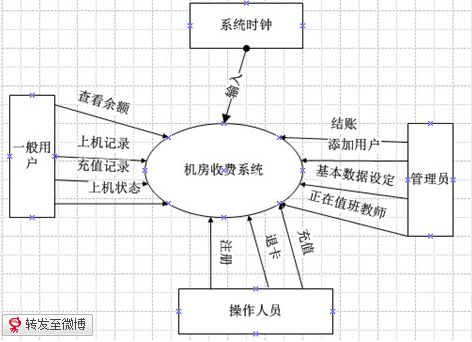 系统时钟
输入
查看余额
一般用
户
上机记录
充值记录
上机状态
机房收费系统
结账
添加用户
基本数据设定
正在值班教师
管理员
注册
退卡
充值
操作人员
转发至微博